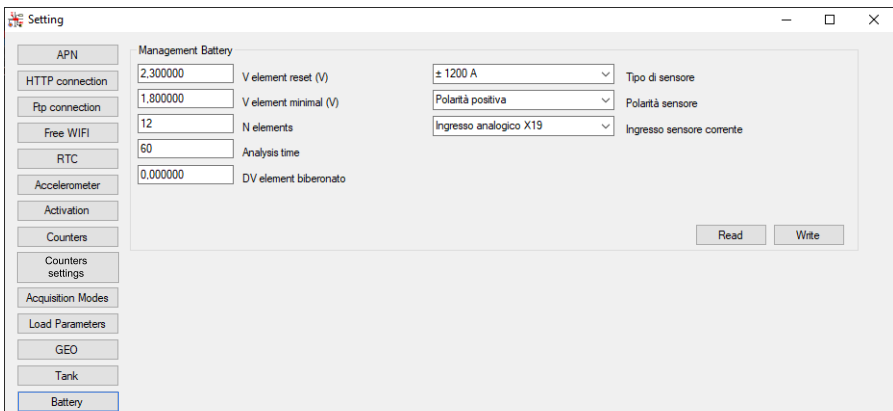 Setting
APN
HTTP connection
Ftp connection
Free WIFI
RTC
Accelerometer
Activation
Counters
Counters
settings
Acquisition Modes
Load Parameters
GEO
Tank
Battery
Management Battery
2,300000 V element reset (V)
1,800000 V element minimal (V)
12 N elements
60 Analysis time
0,000000 DV element biberonato
± 1200 A Tipo di sensore
Polarità positiva Polarità sensore
Ingresso analogico X19 Ingresso sensore corrente
Read Write